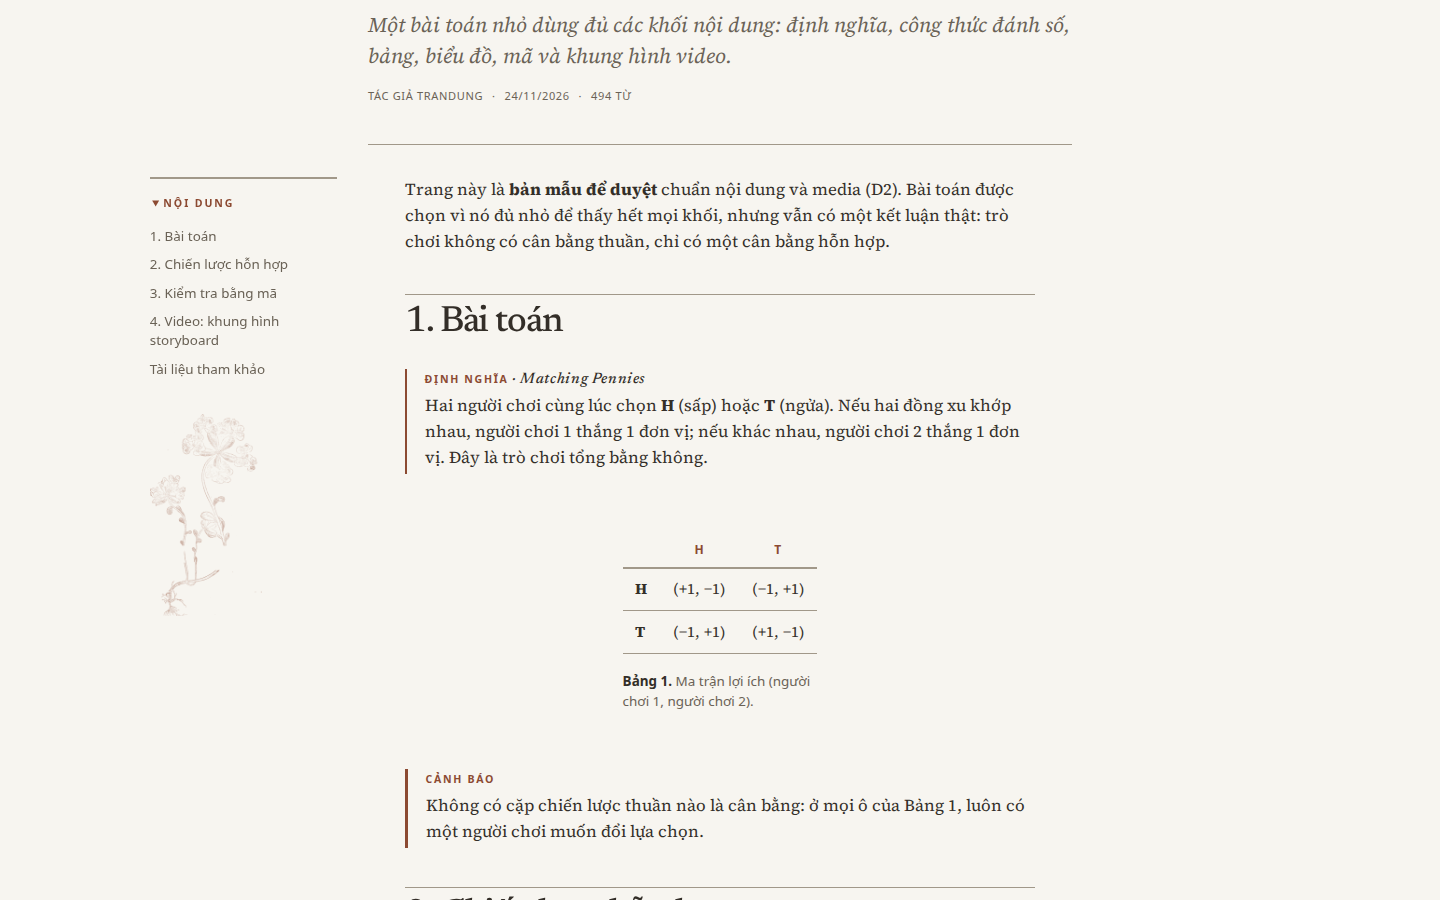 Một bài toán nhỏ dùng đủ các khối nội dung: định nghĩa, công thức đánh số,
bảng, biểu đồ, mã và khung hình video.
TÁC GIẢ TRANDUNG · 24/11/2026 · 494 TỪ
▼ NỘI DUNG
1. Bài toán
2. Chiến lược hỗn hợp
3. Kiểm tra bằng mã
4. Video: khung hình
storyboard
Tài liệu tham khảo
Trang này là bản mẫu để duyệt chuẩn nội dung và media (D2). Bài toán được
chọn vì nó đủ nhỏ để thấy hết mọi khối, nhưng vẫn có một kết luận thật: trò
chơi không có cân bằng thuần, chỉ có một cân bằng hỗn hợp.
1. Bài toán
ĐỊNH NGHĨA · Matching Pennies
Hai người chơi cùng lúc chọn H (sấp) hoặc T (ngửa). Nếu hai đồng xu khớp
nhau, người chơi 1 thắng 1 đơn vị; nếu khác nhau, người chơi 2 thắng 1 đơn
vị. Đây là trò chơi tổng bằng không.
H T
H (+1, −1) (−1, +1)
T (−1, +1) (+1, −1)
Bảng 1. Ma trận lợi ích (người
chơi 1, người chơi 2).
CẢNH BÁO
Không có cặp chiến lược thuần nào là cân bằng: ở mọi ô của Bảng 1, luôn có
một người chơi muốn đổi lựa chọn.